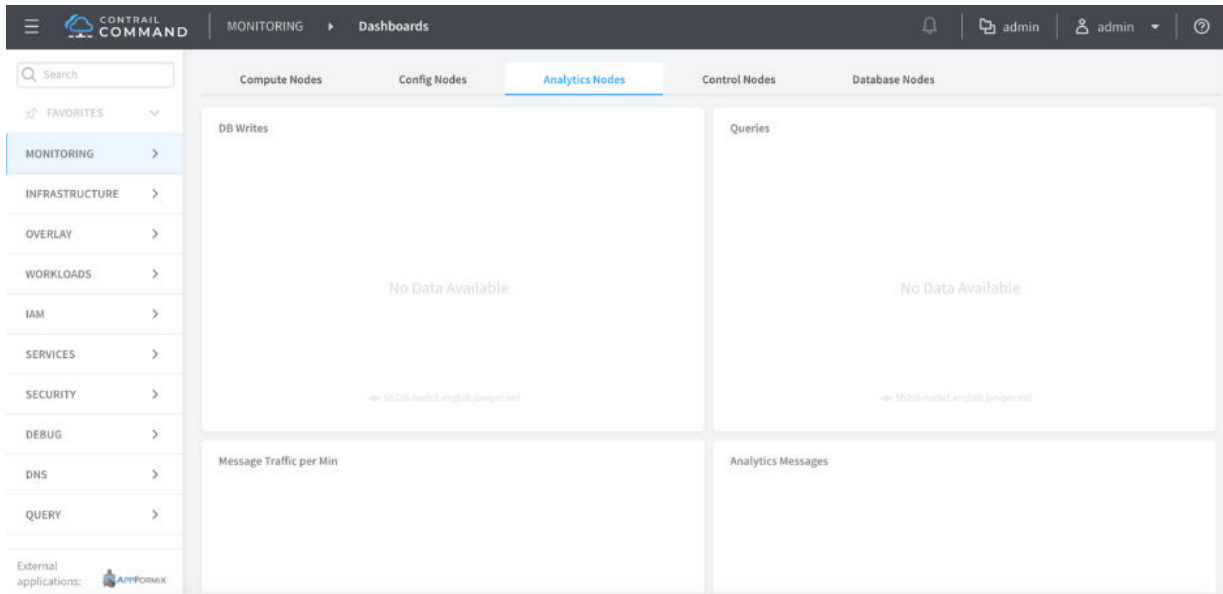 CONTRAIL
COMMAND
MONITORING
Dashboards
admin
admin
Search
FAVORITES
MONITORING
INFRASTRUCTURE
OVERLAY
WORKLOADS
IAM
SERVICES
SECURITY
DEBUG
DNS
QUERY
External
applications:
APPFORMIX
Compute Nodes
Config Nodes
Analytics Nodes
Control Nodes
Database Nodes
DB Writes
No Data Available
Queries
No Data Available
Message Traffic per Min
Analytics Messages